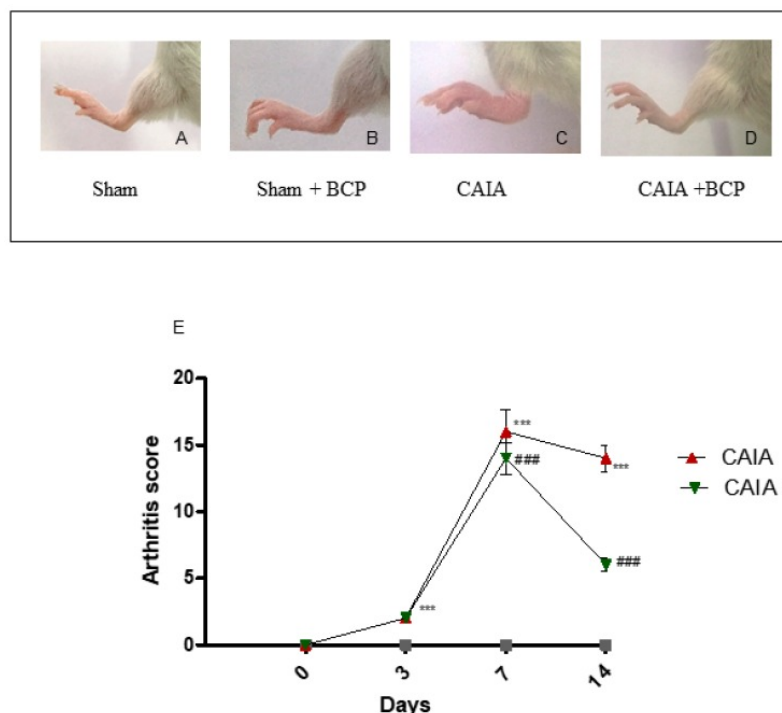 A B C D
Sham Sham + BCP CAIA CAIA +BCP
E
20
15
10
5
0
Arthritis score
***
###
***
***
###
CAIA
CAIA
0 3 7 14
Days